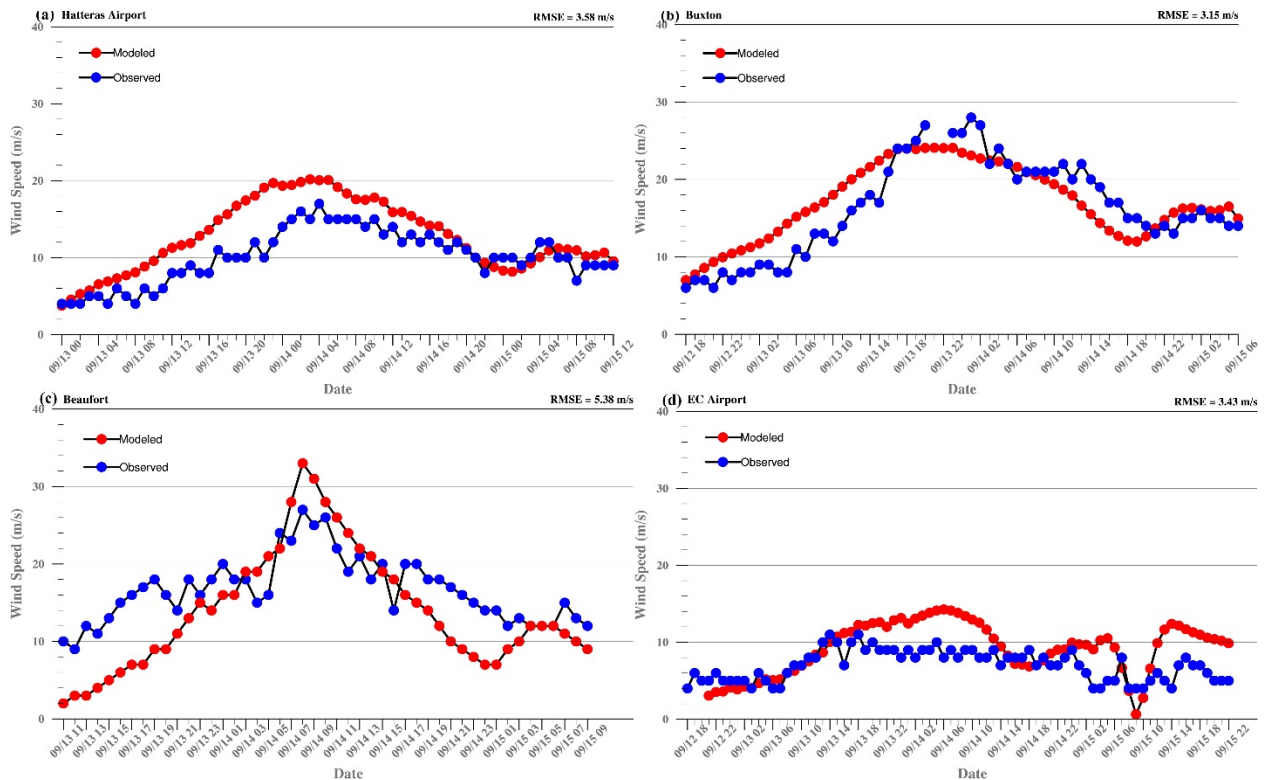 (a) Hatteras Airport RMSE = 3.58 m/s
40
30
20
10
0
Wind Speed (m/s)
Modeled
Observed
09/13 00 09/13 04 09/13 08 09/13 12 09/13 16 09/13 20 09/14 00 09/14 04 09/14 08 09/14 12 09/14 16 09/14 20 09/15 00 09/15 04 09/15 08 09/15 12
Date
(b) Buxton RMSE = 3.15 m/s
40
30
20
10
0
Wind Speed (m/s)
Modeled
Observed
09/12 18 09/12 22 09/13 02 09/13 06 09/13 10 09/13 14 09/13 18 09/13 22 09/14 02 09/14 06 09/14 10 09/14 14 09/14 18 09/14 22 09/15 02 09/15 06
Date
(c) Beaufort RMSE = 5.38 m/s
40
30
20
10
0
Wind Speed (m/s)
Modeled
Observed
09/13 11 09/13 13 09/13 15 09/13 17 09/13 19 09/13 21 09/13 23 09/14 01 09/14 03 09/14 05 09/14 07 09/14 09 09/14 11 09/14 13 09/14 15 09/14 17 09/14 19 09/14 21 09/14 23 09/15 01 09/15 03 09/15 05 09/15 07 09/15 09
Date
(d) EC Airport RMSE = 3.43 m/s
40
30
20
10
0
Wind Speed (m/s)
Modeled
Observed
09/12 18 09/12 22 09/13 02 09/13 06 09/13 10 09/13 14 09/13 18 09/13 22 09/14 02 09/14 06 09/14 10 09/14 14 09/14 18 09/14 22 09/15 02 09/15 06 09/15 10 09/15 14 09/15 18 09/15 22
Date